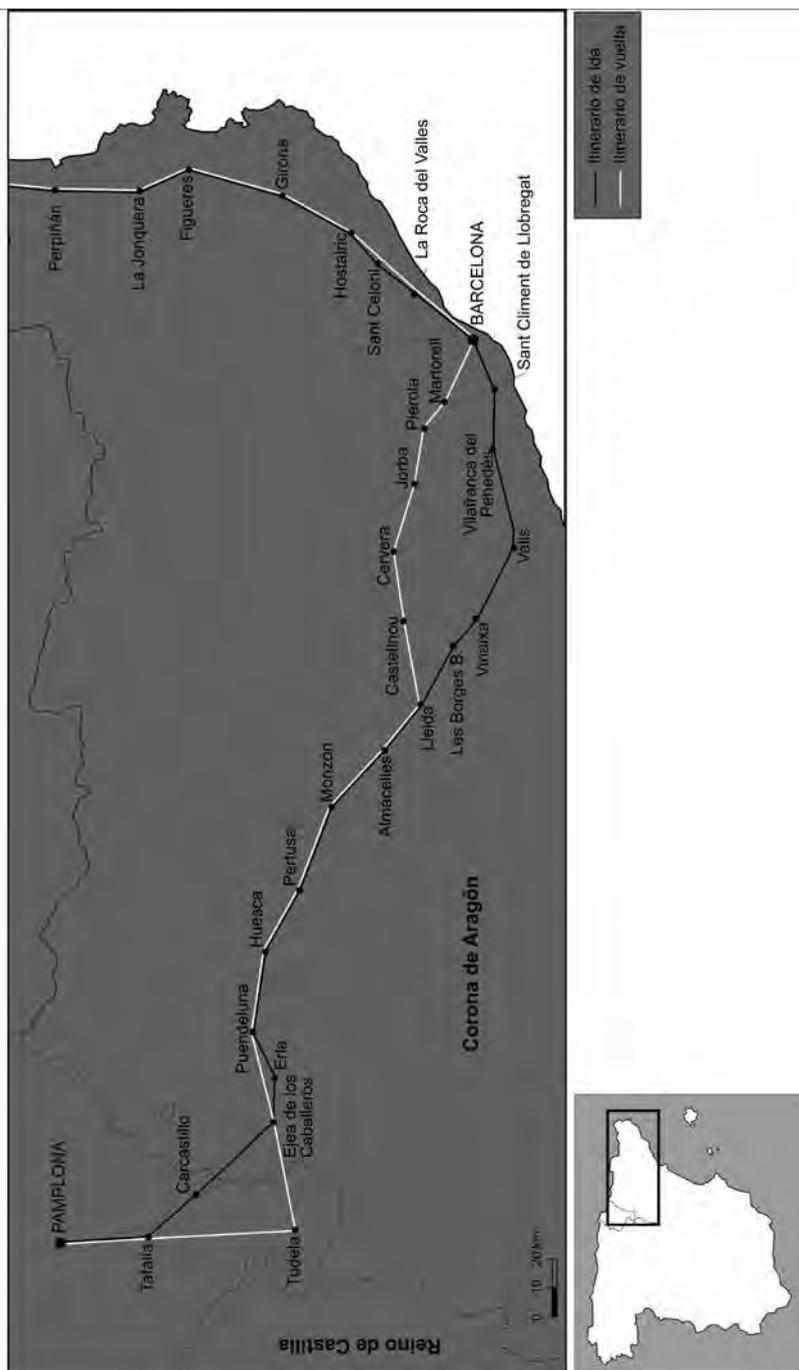 PAMPLONA
Tafalla
Carcastillo
Tudela
Ejea de los
Caballeros
Erla
Puendeluna
Huesca
Pertusa
Monzón
Almacelles
Lleida
Castellnou
Cervera
Jorba
Pierola
Martorell
BARCELONA
Les Borges B.
Vinaixa
Valls
Vilafranca del
Penedès
Sant Climent de Llobregat
La Roca del Valles
Sant Celoni
Hostalric
Girona
Figueres
La Jonquera
Perpiñán
Reino de Castilla
Corona de Aragón
0 10 20 km
Itinerario de Ida
Itinerario de vuelta